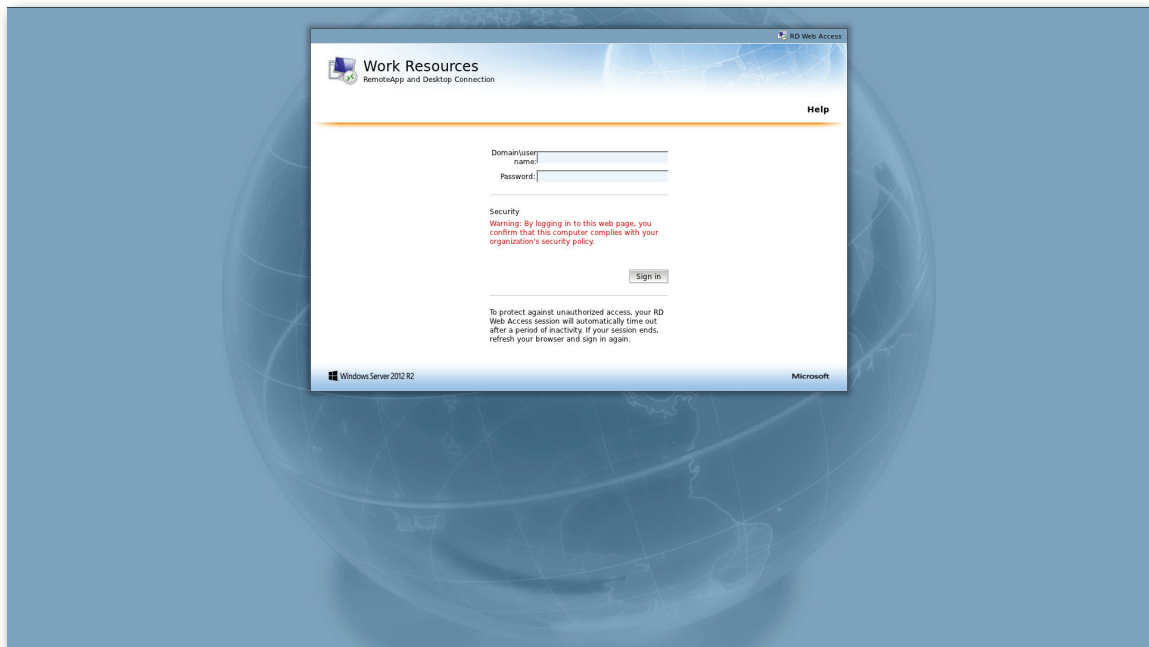 RD Web Access
Work Resources
RemoteApp and Desktop Connection
Help
Domain\user
name:
Password:
Security
Warning: By logging in to this web page, you
confirm that this computer complies with your
organization's security policy.
Sign in
To protect against unauthorized access, your RD
Web Access session will automatically time out
after a period of inactivity. If your session ends,
refresh your browser and sign in again.
Windows Server 2012 R2
Microsoft